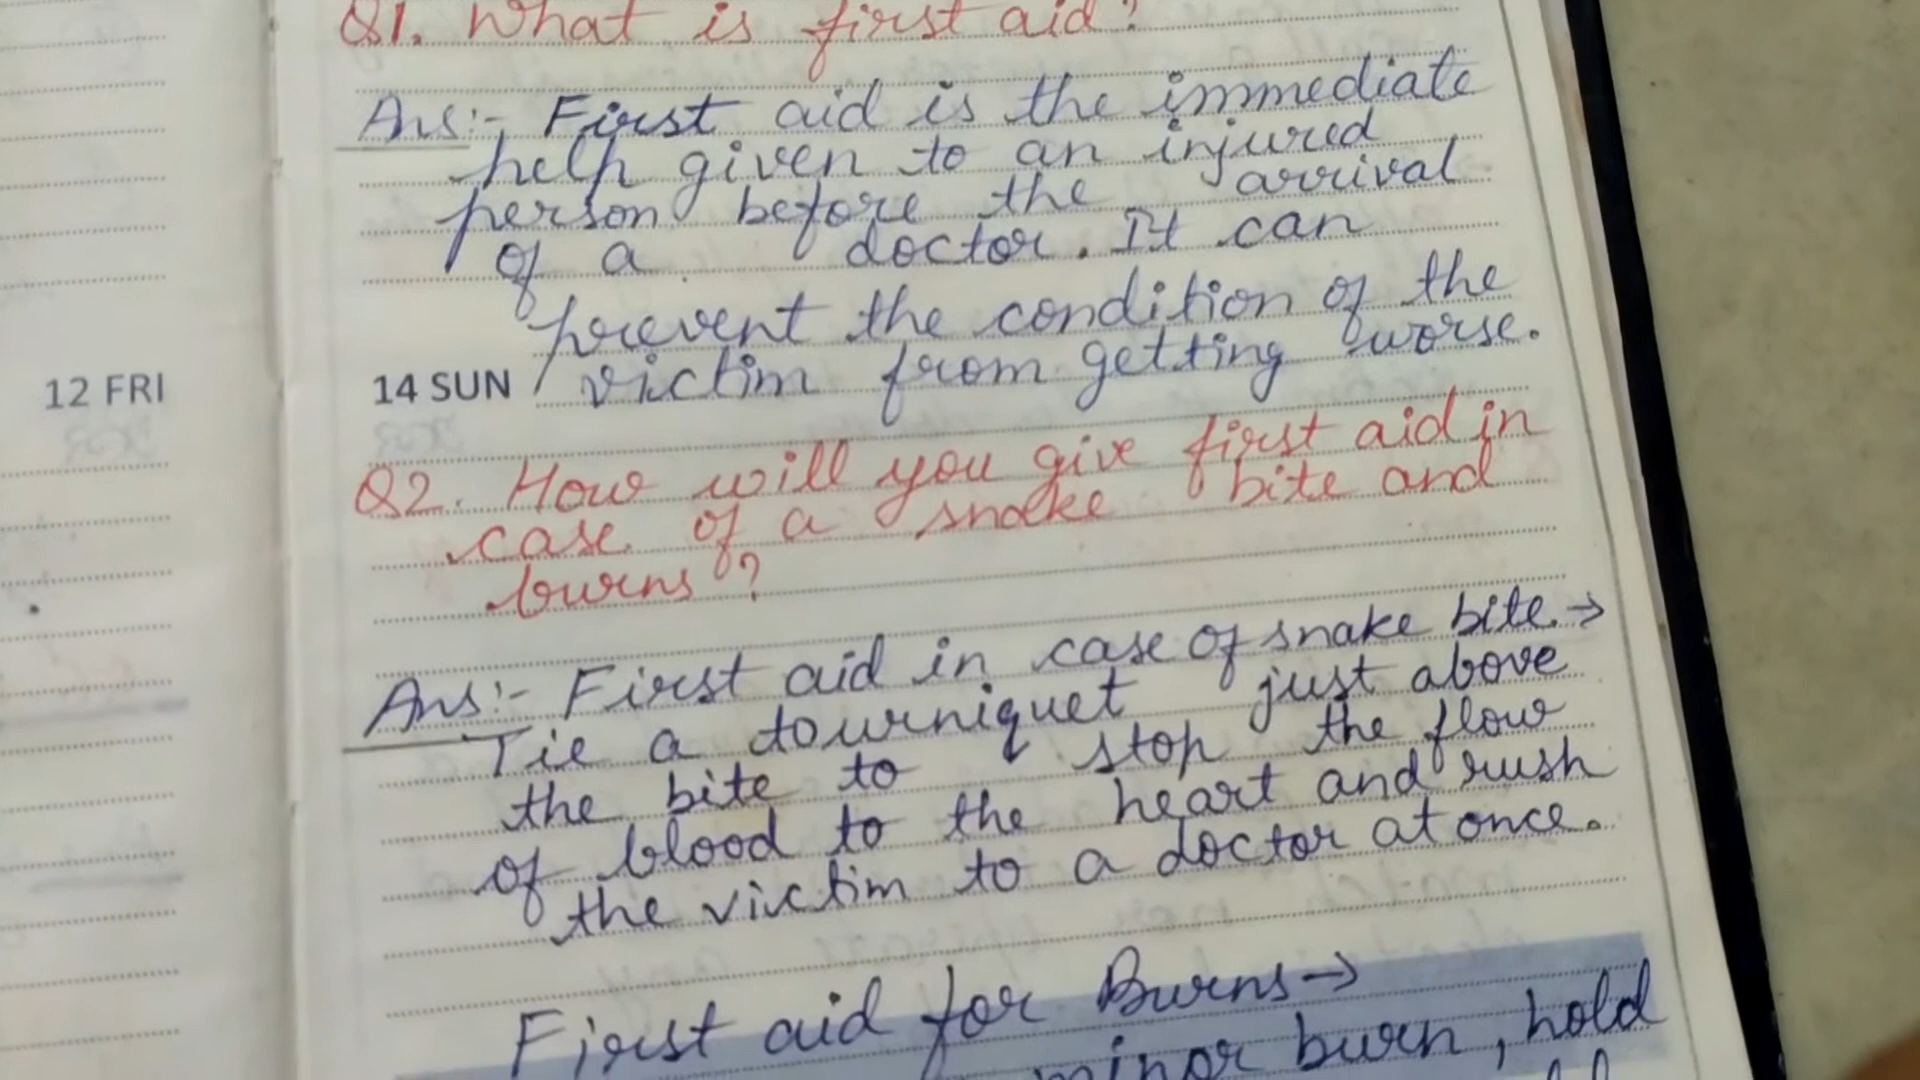 Q1. What is first aid?
Ans:- First aid is the immediate
help given to an injured
person before the arrival
of a doctor. It can
prevent the condition of the
12 FRI
14 SUN
victim from getting worse.
Q2. How will you give first aid in
case of a snake bite and
burns?
Ans:- First aid in case of snake bite. →
Tie a tourniquet just above
the bite to stop the flow
of blood to the heart and rush
the victim to a doctor at once.
First aid for Burns →
minor burn, hold